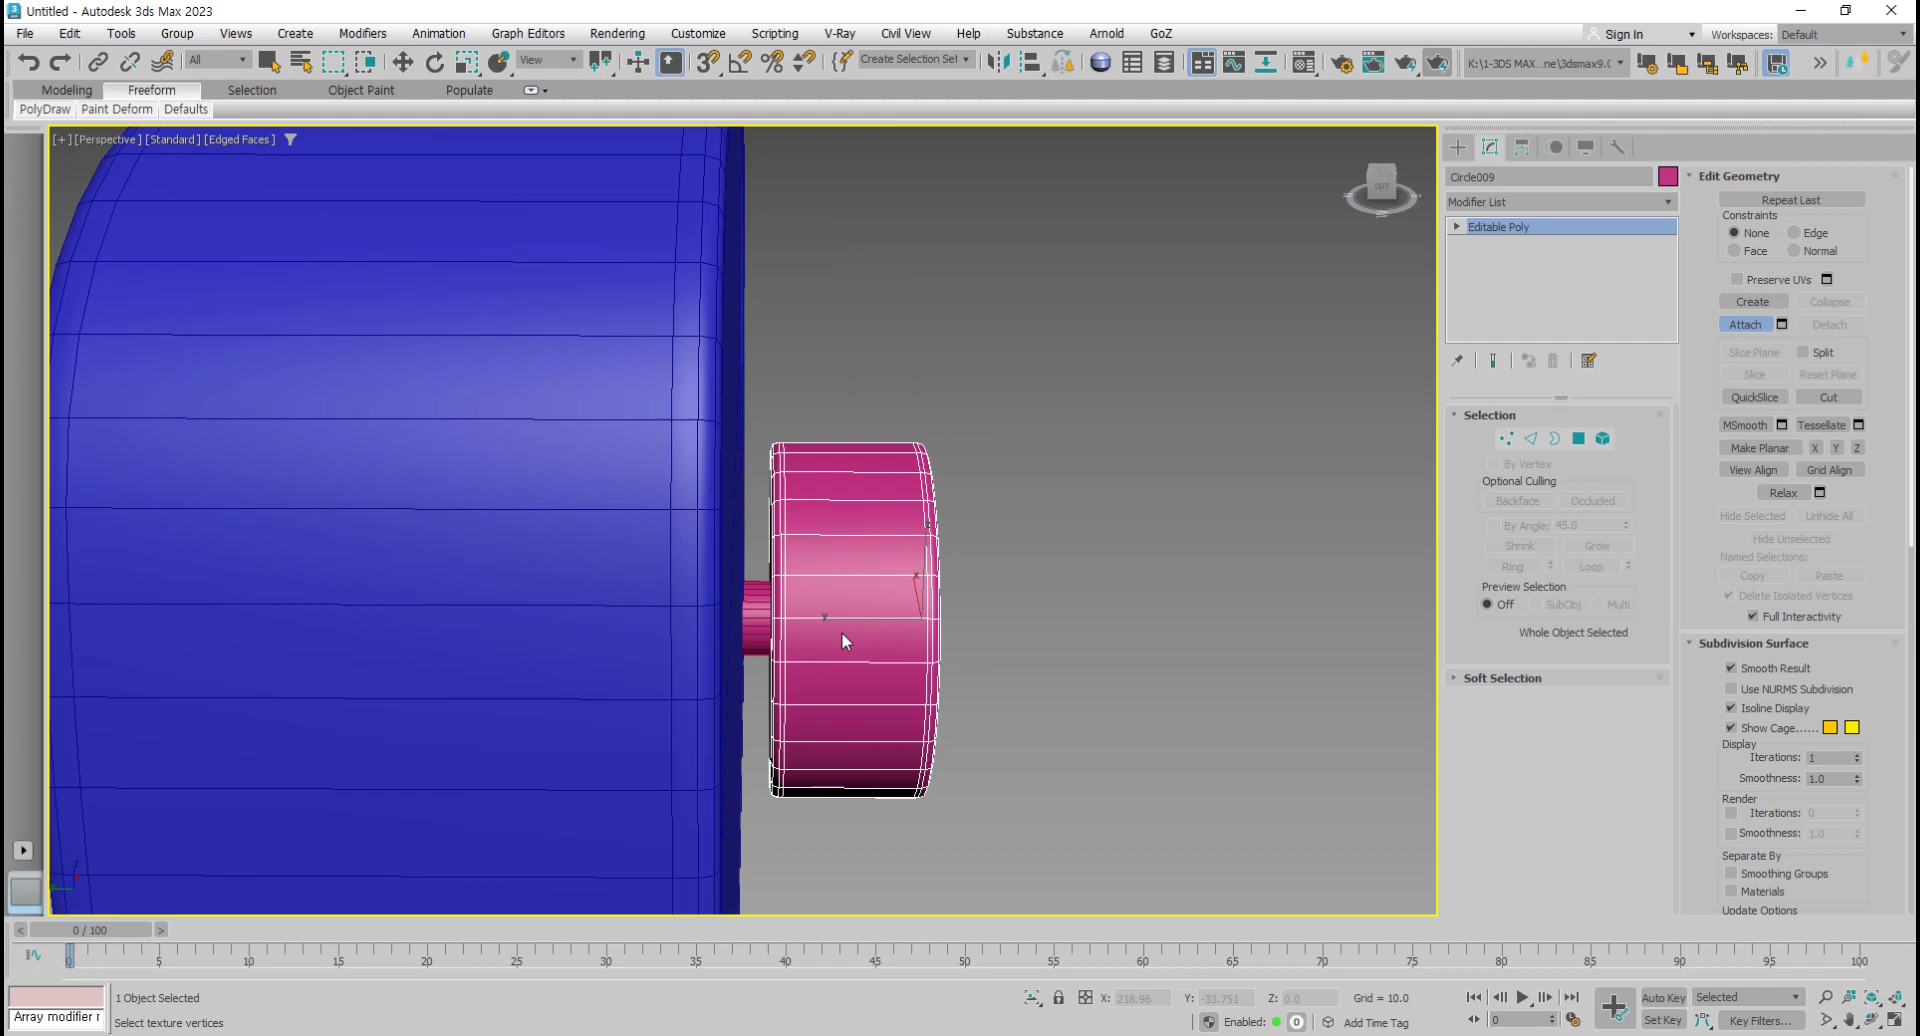 Untitled - Autodesk 3ds Max 2023
File Edit Tools Group Views Create Modifiers Animation Graph Editors Rendering Customize Scripting V-Ray Civil View Help Substance Arnold GoZ Sign In Workspaces: Default
All View Create Selection Set K:\1-3DS MAX...ne\3dsmax9.0
Modeling Freeform Selection Object Paint Populate
PolyDraw Paint Deform Defaults
[+] [Perspective] [Standard] [Edged Faces]
LEFT
x
y
z
Circle009
Modifier List
Editable Poly
Selection
By Vertex
Optional Culling
Backface Occluded
By Angle: 45.0
Shrink Grow
Ring Loop
Preview Selection
Off SubObj Multi
Whole Object Selected
Soft Selection
Edit Geometry
Repeat Last
Constraints
None Edge
Face Normal
Preserve UVs
Create Collapse
Attach Detach
Slice Plane Split
Slice Reset Plane
QuickSlice Cut
MSmooth Tessellate
Make Planar X Y Z
View Align Grid Align
Relax
Hide Selected Unhide All
Hide Unselected
Named Selections:
Copy Paste
Delete Isolated Vertices
Full Interactivity
Subdivision Surface
Smooth Result
Use NURMS Subdivision
Isoline Display
Show Cage......
Display
Iterations: 1
Smoothness: 1.0
Render
Iterations: 0
Smoothness: 1.0
Separate By
Smoothing Groups
Materials
Update Options
< 0 / 100 >
0 5 10 15 20 25 30 35 40 45 50 55 60 65 70 75 80 85 90 95 100
1 Object Selected X: 218.96 Y: -33.751 Z: 0.0 Grid = 10.0 Auto Key Selected
Array modifier r Select texture vertices Enabled: 0 Add Time Tag 0 Set Key Key Filters...